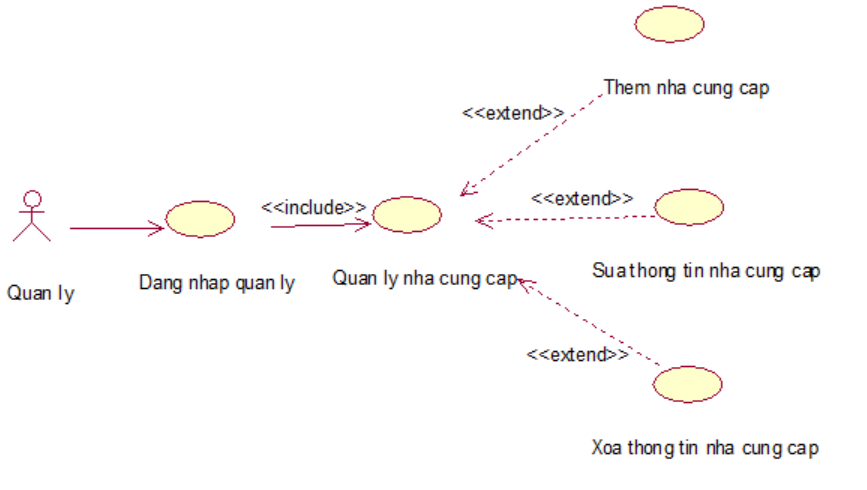 Them nha cung cap
<<extend>>
<<extend>>
<<include>>
Quan ly
Dang nhap quan ly
Quan ly nha cung cap
Sua thong tin nha cung cap
<<extend>>
Xoa thong tin nha cung cap